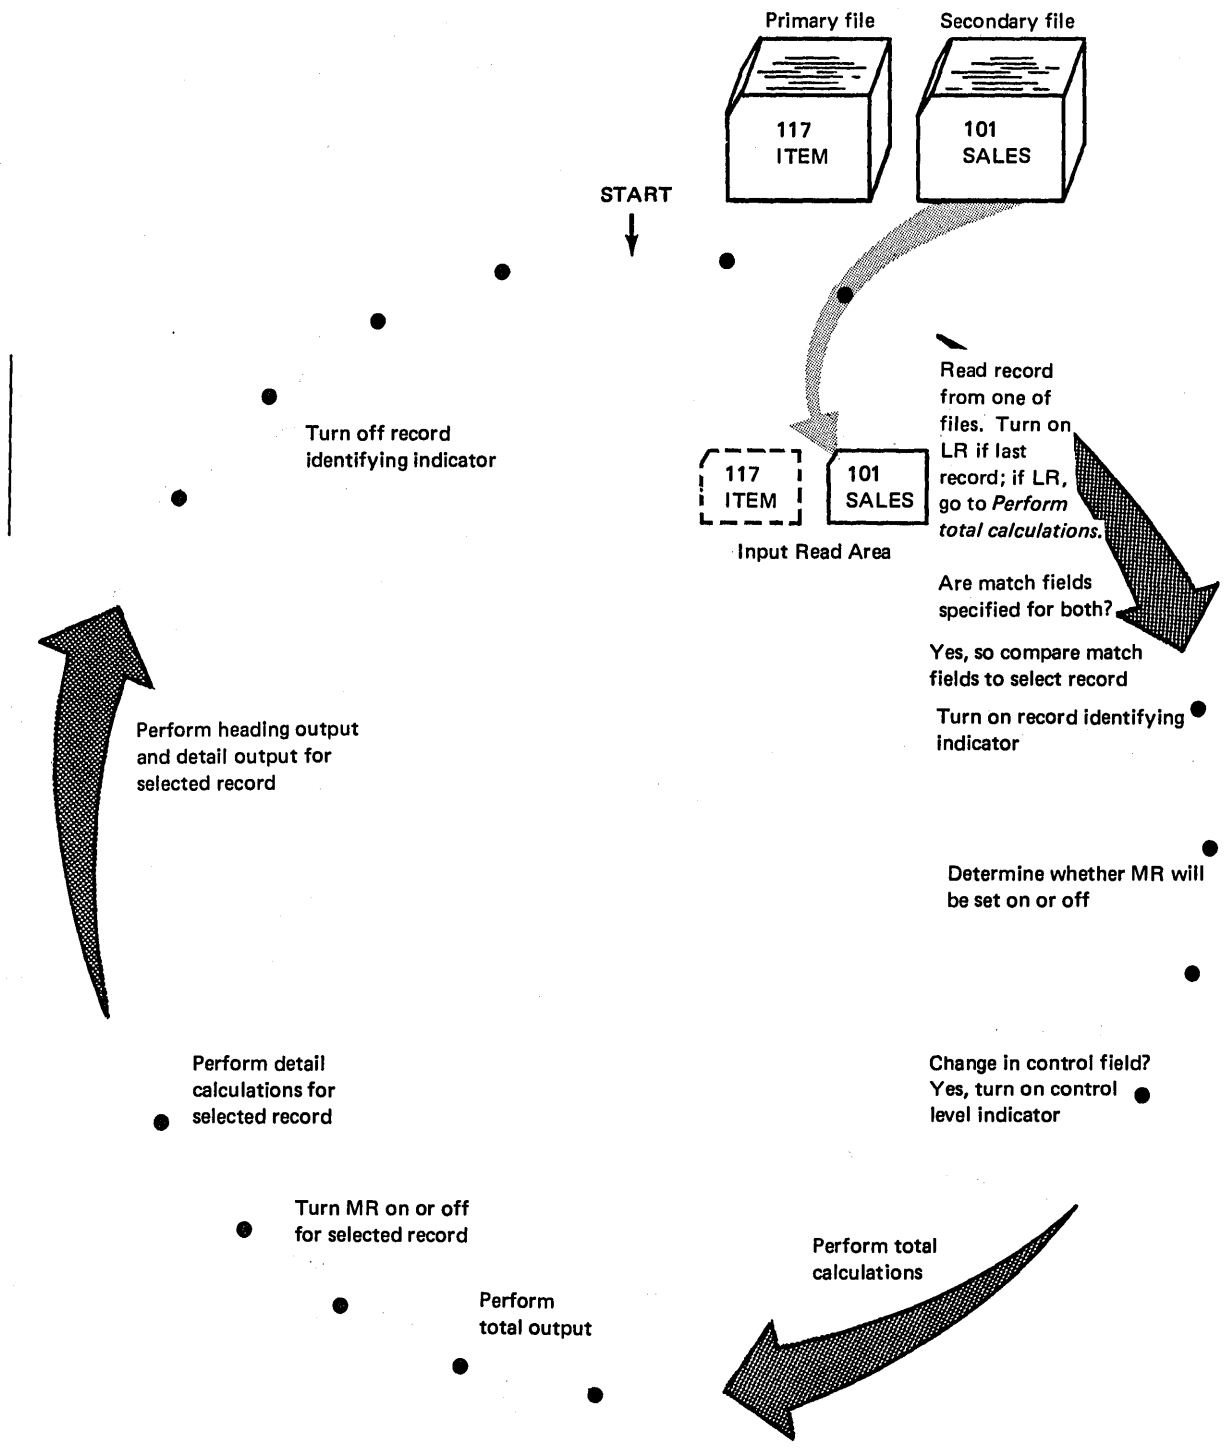 Primary file
Secondary file
117
ITEM
101
SALES
START
Read record
from one of
files. Turn on
LR if last
record; if LR,
go to Perform
total calculations.
117
ITEM
101
SALES
Input Read Area
Are match fields
specified for both?
Yes, so compare match
fields to select record
Turn on record identifying
indicator
Determine whether MR will
be set on or off
Change in control field?
Yes, turn on control
level indicator
Perform total
calculations
Perform
total output
Turn MR on or off
for selected record
Perform detail
calculations for
selected record
Perform heading output
and detail output for
selected record
Turn off record
identifying indicator